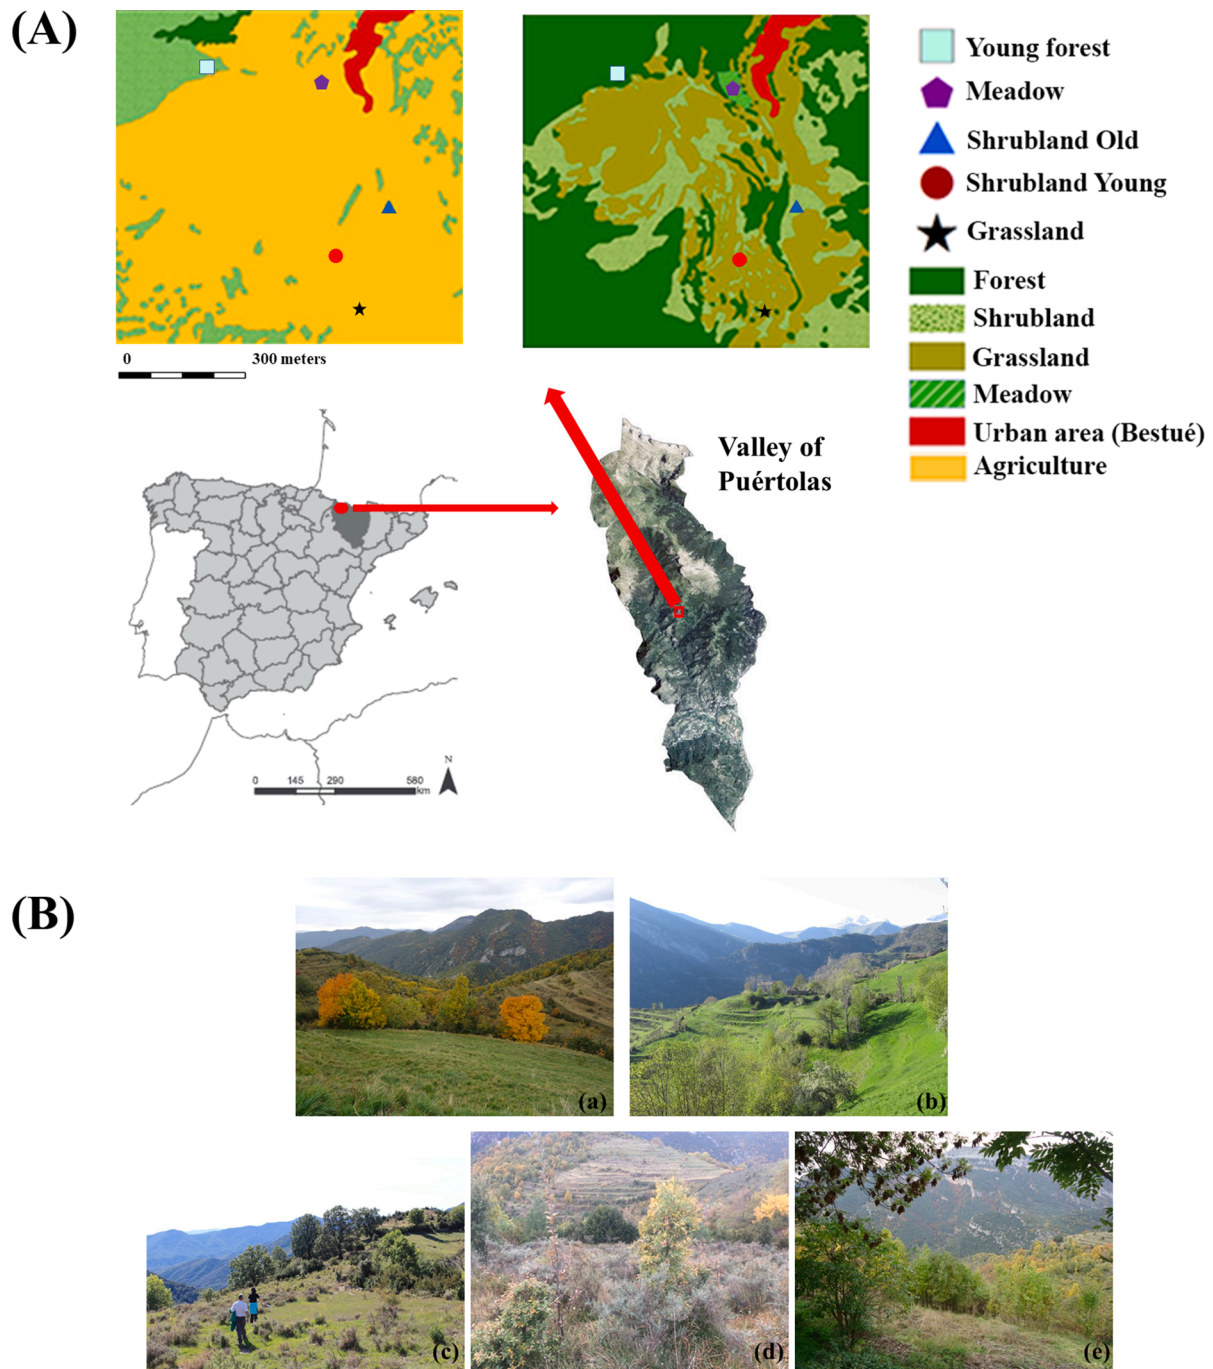 (A)
Young forest
Meadow
Shrubland Old
Shrubland Young
Grassland
Forest
Shrubland
Grassland
Meadow
Urban area (Bestué)
Agriculture
0 300 meters
Valley of
Puértolas
N
0 145 290 580
km
(B)
(a)
(b)
(c)
(d)
(e)